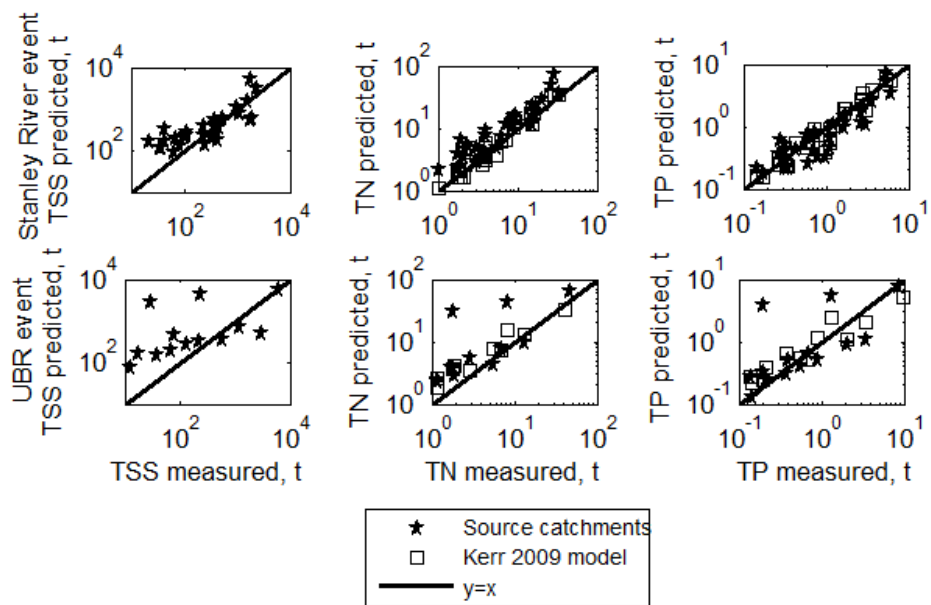 Stanley River event
TSS predicted, t
10^4
10^2
10^2
10^4
TN predicted, t
10^2
10^1
10^0
10^0
10^1
10^2
TP predicted, t
10^1
10^0
10^-1
10^-1
10^0
10^1
UBR event
TSS predicted, t
10^4
10^2
10^2
10^4
TSS measured, t
TN predicted, t
10^2
10^1
10^0
10^0
10^1
10^2
TN measured, t
TP predicted, t
10^1
10^0
10^-1
10^-1
10^0
10^1
TP measured, t
Source catchments
Kerr 2009 model
y=x